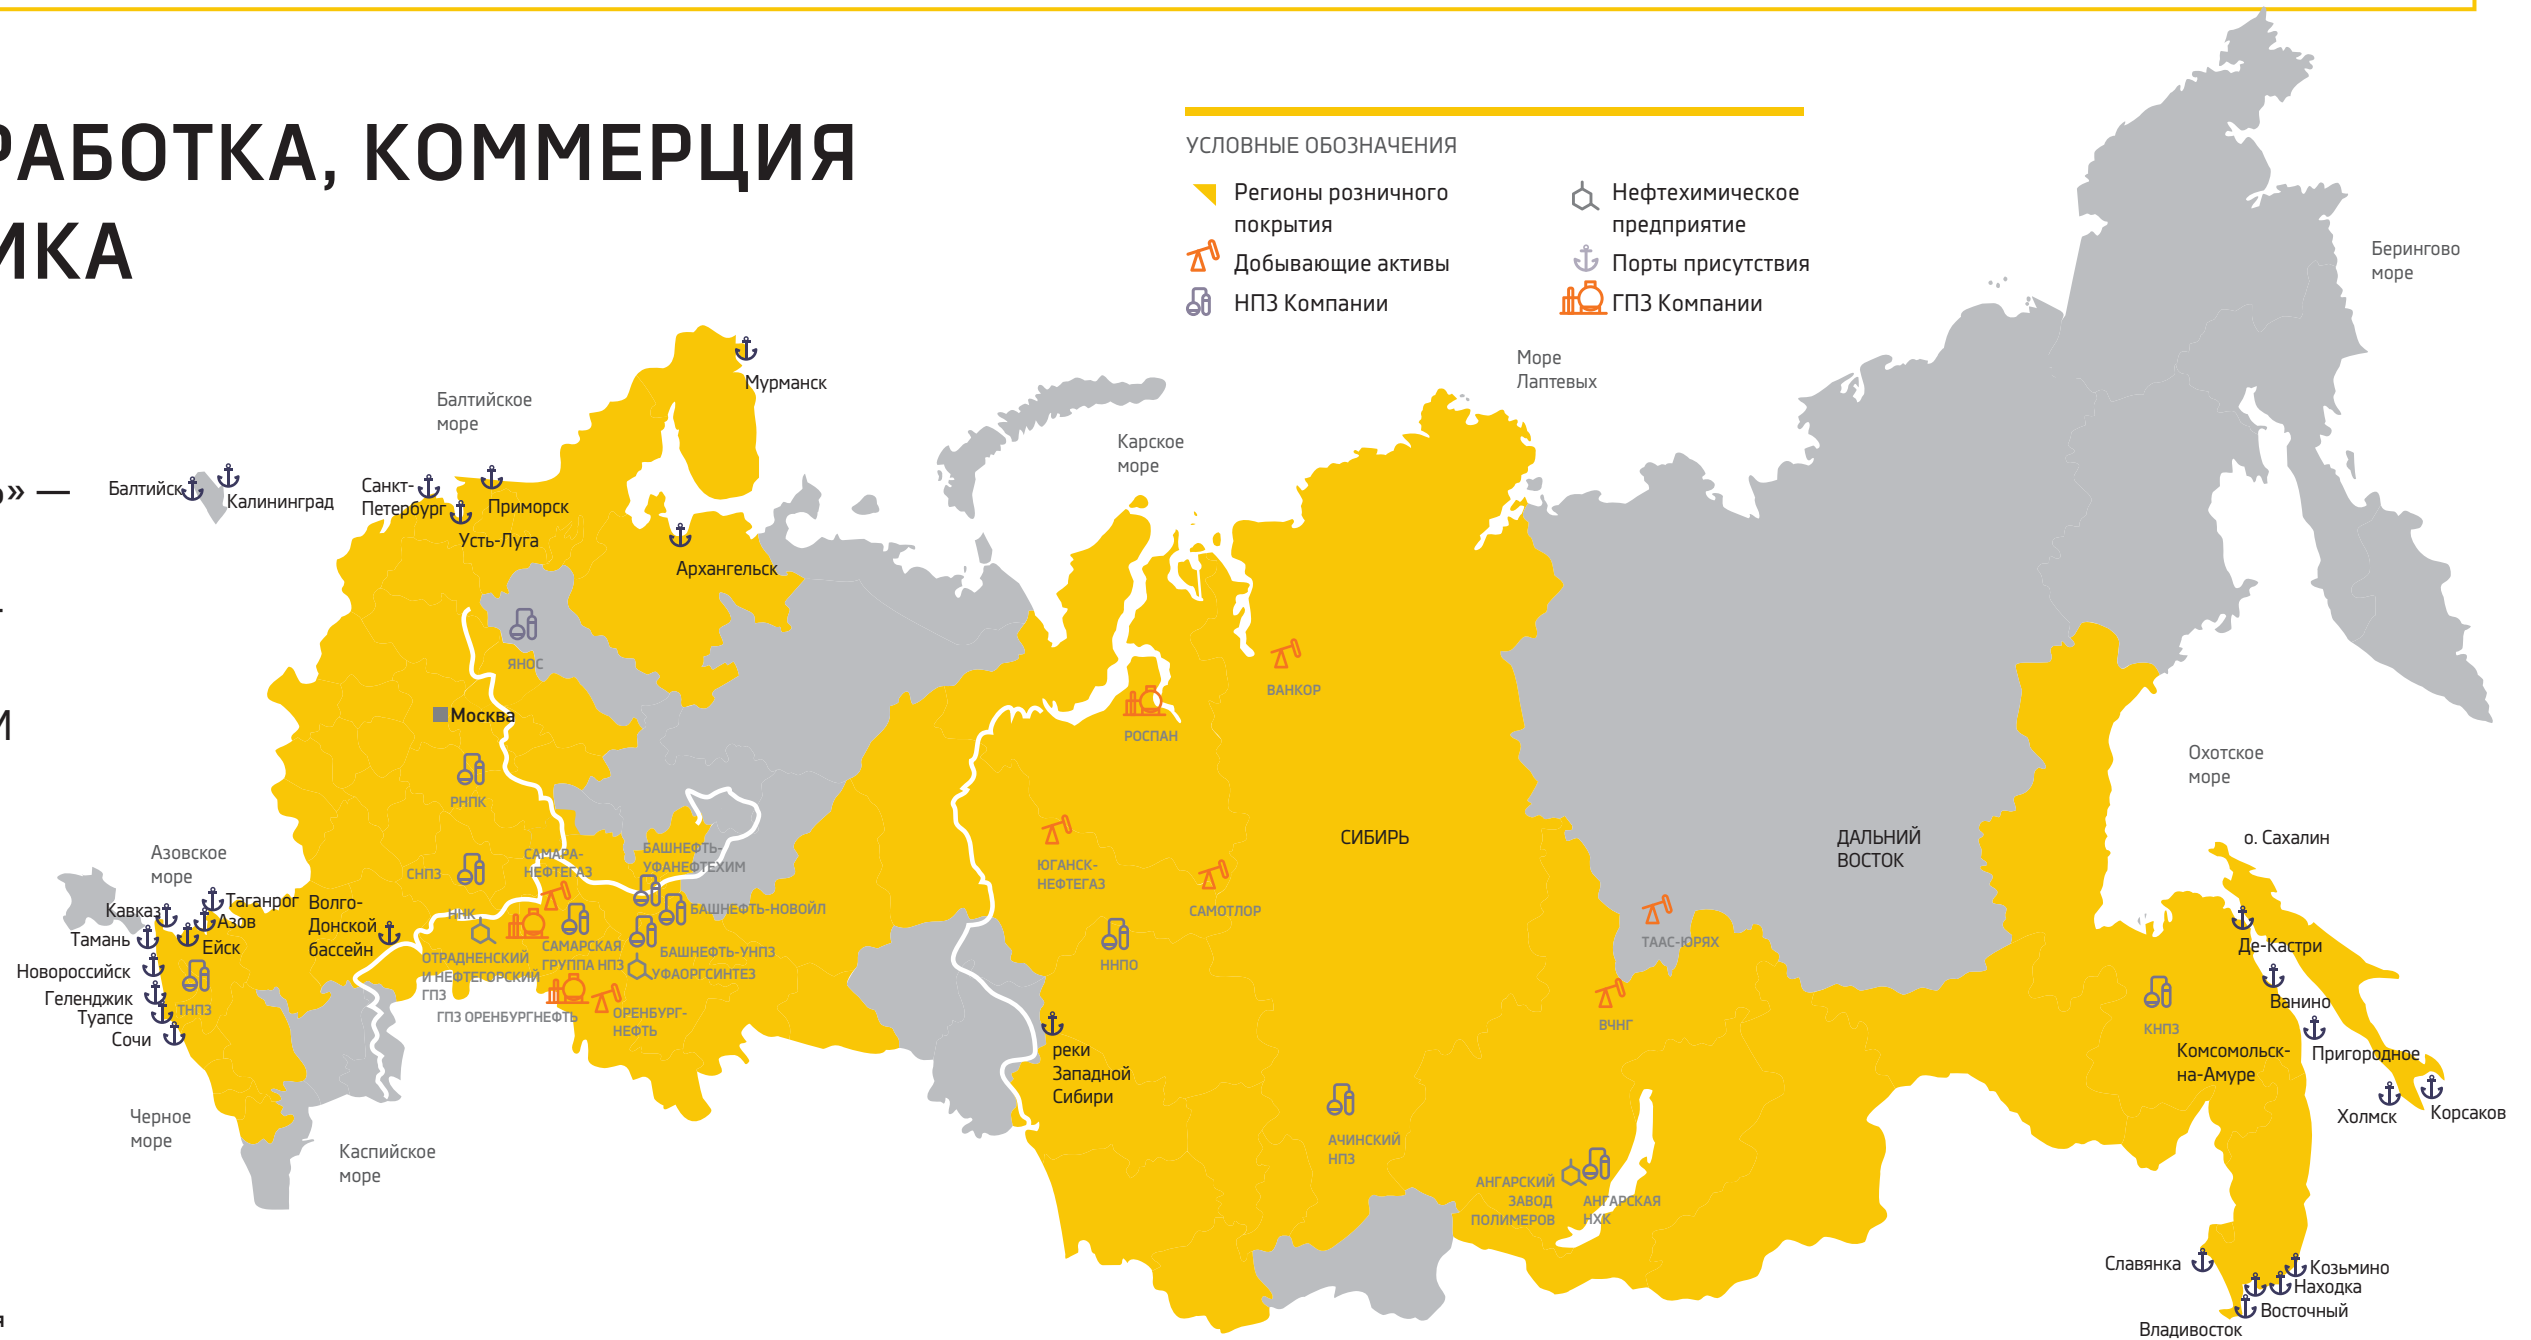 РАБОТКА, КОММЕРЦИЯ
ИКА
УСЛОВНЫЕ ОБОЗНАЧЕНИЯ
Регионы розничного
покрытия
Добывающие активы
НПЗ Компании
Нефтехимическое
предприятие
Порты присутствия
ГПЗ Компании
Берингово
море
Море
Лаптевых
Карское
море
Балтийское
море
Мурманск
» —
Балтийск
Калининград
Санкт-
Петербург
Приморск
Усть-Луга
Архангельск
ЯНОС
И
Москва
РНПК
ВАНКОР
РОСПАН
Охотское
море
СИБИРЬ
ДАЛЬНИЙ
ВОСТОК
о. Сахалин
Азовское
море
СНПЗ
САМАРА-
НЕФТЕГАЗ
БАШНЕФТЬ-
УФАНЕФТЕХИМ
ЮГАНСК-
НЕФТЕГАЗ
САМОТЛОР
Кавказ
Таганрог
Азов
Тамань
Ейск
Волго-
Донской
бассейн
ННК
БАШНЕФТЬ-НОВОЙЛ
ОТРАДНЕНСКИЙ
И НЕФТЕГОРСКИЙ
ГПЗ
САМАРСКАЯ
ГРУППА НПЗ
БАШНЕФТЬ-УНПЗ
УФАОРГСИНТЕЗ
ННПО
ТААС-ЮРЯХ
Де-Кастри
Новороссийск
Геленджик
Туапсе
Сочи
ТНПЗ
ГПЗ ОРЕНБУРГНЕФТЬ
ОРЕНБУРГ-
НЕФТЬ
ВЧНГ
Ванино
КНПЗ
Комсомольск-
на-Амуре
Пригородное
Холмск
Корсаков
реки
Западной
Сибири
Черное
море
Каспийское
море
АЧИНСКИЙ
НПЗ
АНГАРСКИЙ
ЗАВОД
ПОЛИМЕРОВ
АНГАРСКАЯ
НХК
Славянка
Козьмино
Находка
Восточный
Владивосток